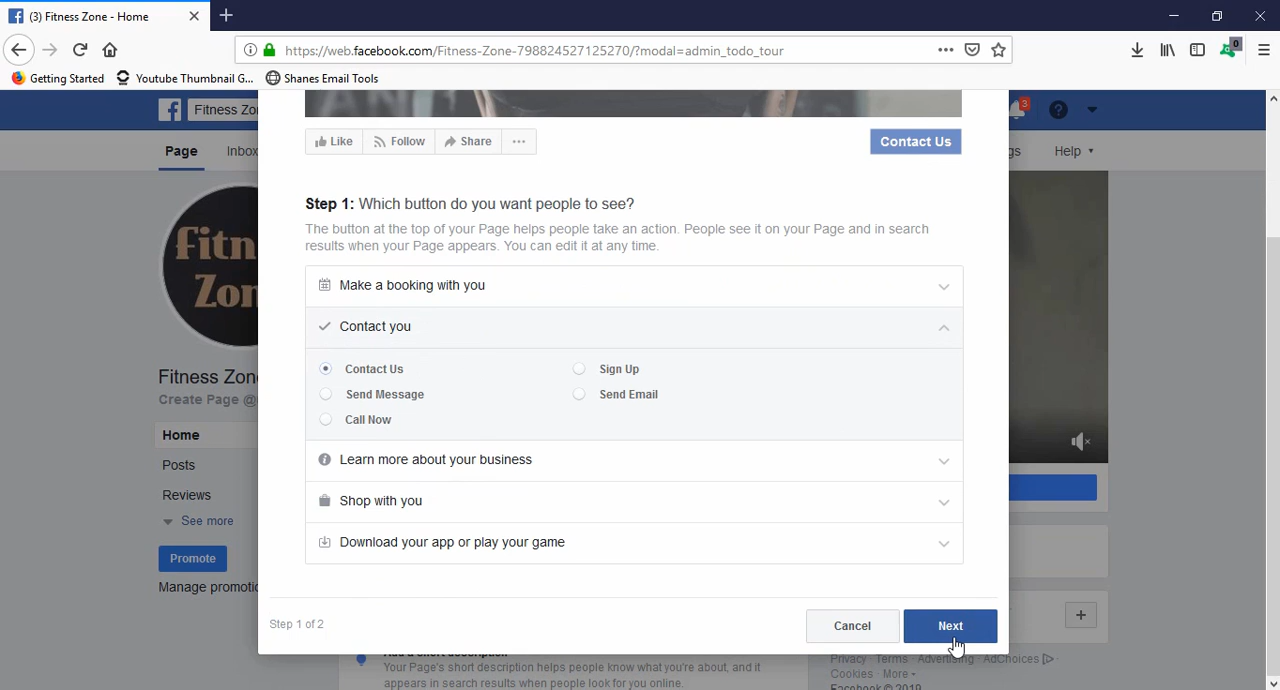 (3) Fitness Zone - Home
https://web.facebook.com/Fitness-Zone-798824527125270/?modal=admin_todo_tour
0
Getting Started
Youtube Thumbnail G...
Shanes Email Tools
Fitness Zo
3
Page
Inbox
gs
Help
Like
Follow
Share
Contact Us
Step 1: Which button do you want people to see?
The button at the top of your Page helps people take an action. People see it on your Page and in search
results when your Page appears. You can edit it at any time.
Make a booking with you
Contact you
Contact Us
Sign Up
Send Message
Send Email
Call Now
Learn more about your business
Shop with you
Download your app or play your game
Step 1 of 2
Cancel
Next
Fitn
Zon
Fitness Zon
Create Page @
Home
Posts
Reviews
See more
Promote
Manage promotio
Your Page's short description helps people know what you're about, and it
appears in search results when people look for you online.
Privacy · Terms · Advertising · AdChoices
Cookies · More
Facebook © 2019